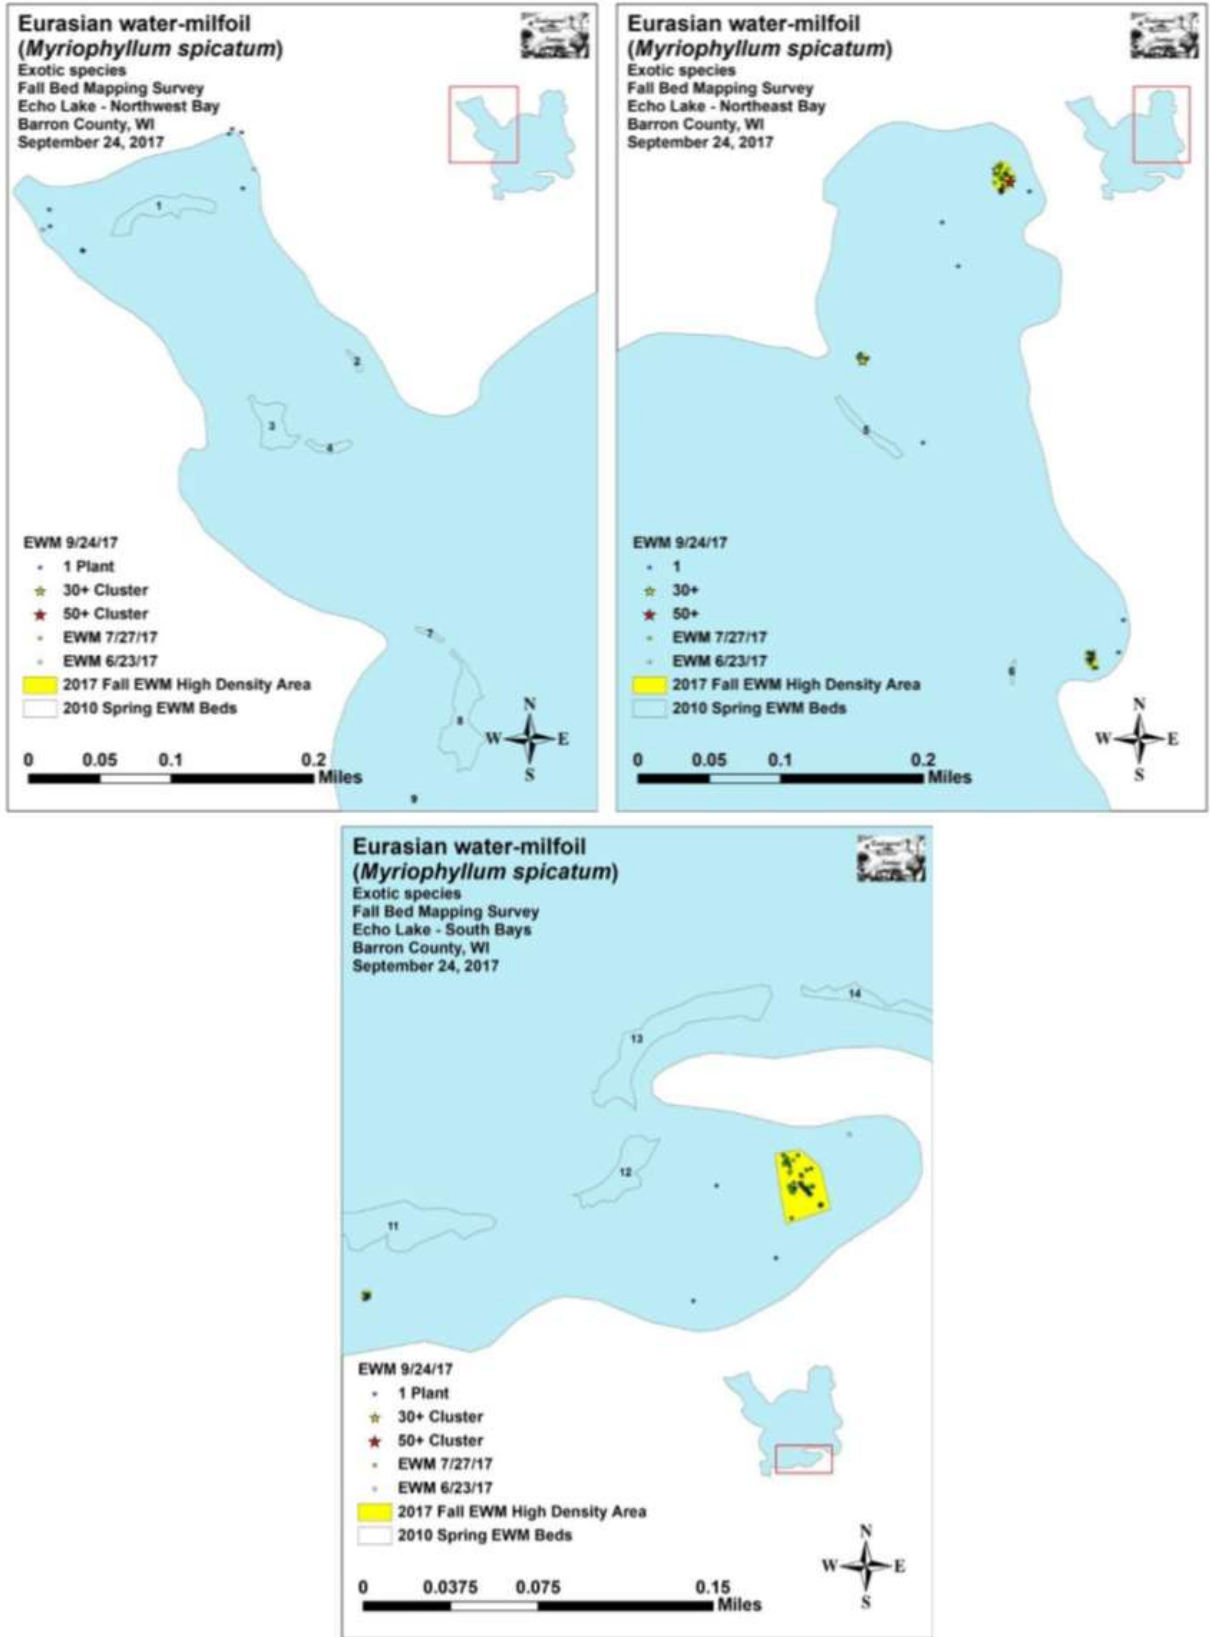 Eurasian water-milfoil
(Myriophyllum spicatum)
Exotic species
Fall Bed Mapping Survey
Echo Lake - Northwest Bay
Barron County, WI
September 24, 2017
1
2
3
4
EWM 9/24/17
1 Plant
30+ Cluster
50+ Cluster
EWM 7/27/17
EWM 6/23/17
2017 Fall EWM High Density Area
2010 Spring EWM Beds
7
8
9
N
W E
S
0 0.05 0.1 0.2
Miles
Eurasian water-milfoil
(Myriophyllum spicatum)
Exotic species
Fall Bed Mapping Survey
Echo Lake - Northeast Bay
Barron County, WI
September 24, 2017
5
EWM 9/24/17
1
30+
50+
EWM 7/27/17
EWM 6/23/17
2017 Fall EWM High Density Area
2010 Spring EWM Beds
6
N
W E
S
0 0.05 0.1 0.2
Miles
Eurasian water-milfoil
(Myriophyllum spicatum)
Exotic species
Fall Bed Mapping Survey
Echo Lake - South Bays
Barron County, WI
September 24, 2017
14
13
12
11
EWM 9/24/17
1 Plant
30+ Cluster
50+ Cluster
EWM 7/27/17
EWM 6/23/17
2017 Fall EWM High Density Area
2010 Spring EWM Beds
N
W E
S
0 0.0375 0.075 0.15
Miles